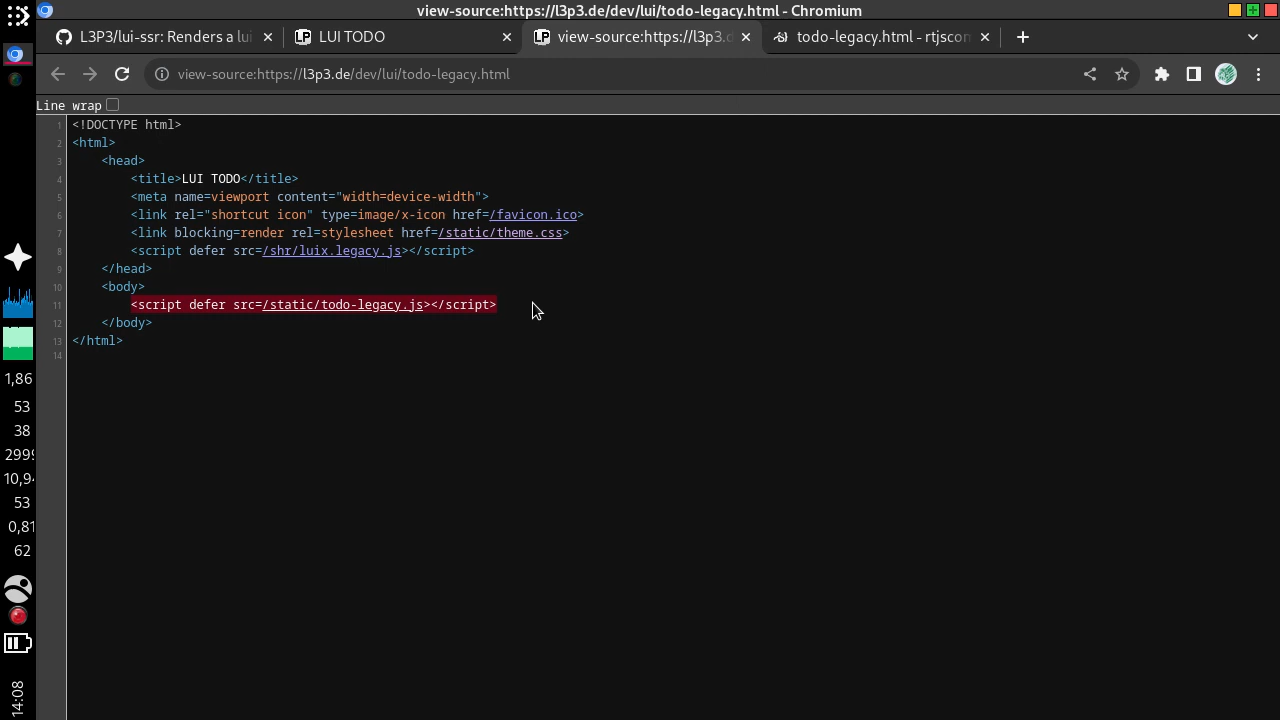 view-source:https://l3p3.de/dev/lui/todo-legacy.html - Chromium
L3P3/lui-ssr: Renders a lui
LUI TODO
view-source:https://l3p3.d
todo-legacy.html - rtjscon
view-source:https://l3p3.de/dev/lui/todo-legacy.html
Line wrap
1 <!DOCTYPE html>
2 <html>
3 <head>
4 <title>LUI TODO</title>
5 <meta name=viewport content="width=device-width">
6 <link rel="shortcut icon" type=image/x-icon href=/favicon.ico>
7 <link blocking=render rel=stylesheet href=/static/theme.css>
8 <script defer src=/shr/luix.legacy.js></script>
9 </head>
10 <body>
11 <script defer src=/static/todo-legacy.js></script>
12 </body>
13 </html>
14
1,86
53
38
2999
10,94
53
0,81
62
14:08